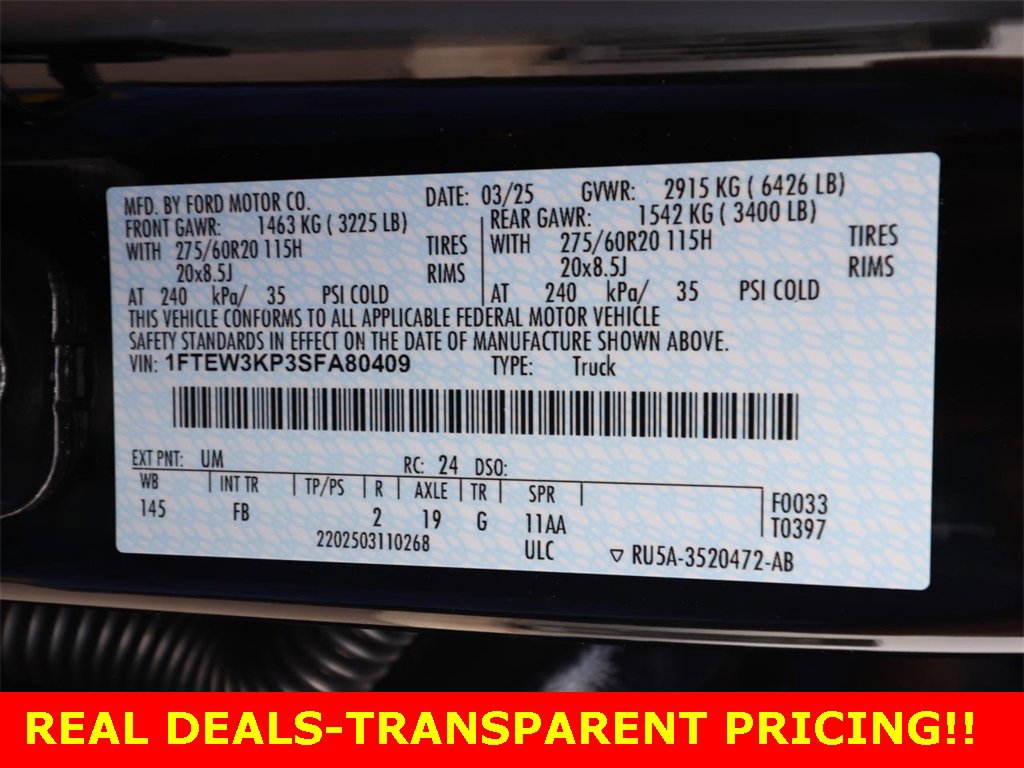 MFD. BY FORD MOTOR CO. DATE: 03/25 GVWR: 2915 KG ( 6426 LB)
FRONT GAWR: 1463 KG ( 3225 LB) REAR GAWR: 1542 KG ( 3400 LB)
WITH 275/60R20 115H TIRES WITH 275/60R20 115H TIRES
20x8.5J RIMS 20x8.5J RIMS
AT 240 kPa/ 35 PSI COLD AT 240 kPa/ 35 PSI COLD
THIS VEHICLE CONFORMS TO ALL APPLICABLE FEDERAL MOTOR VEHICLE
SAFETY STANDARDS IN EFFECT ON THE DATE OF MANUFACTURE SHOWN ABOVE.
VIN: 1FTEW3KP3SFA80409 TYPE: Truck
EXT PNT: UM RC: 24 DSO:
WB INT TR TP/PS R AXLE TR SPR F0033
145 FB 2 19 G 11AA T0397
2202503110268 ULC ▽ RU5A-3520472-AB
REAL DEALS-TRANSPARENT PRICING!!